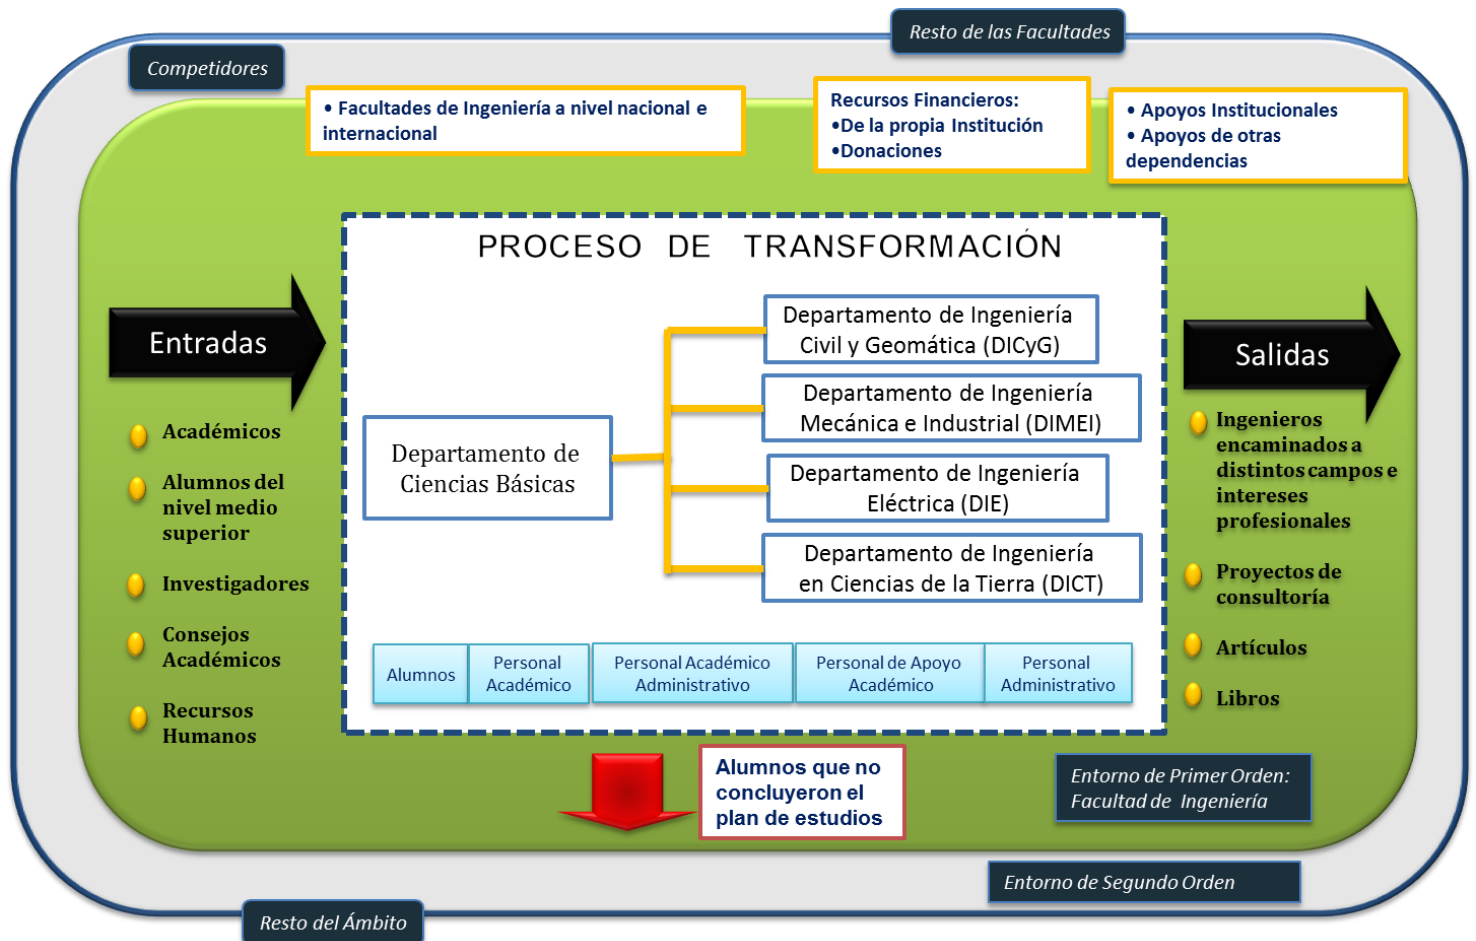 Resto de las Facultades
Competidores
• Facultades de Ingeniería a nivel nacional e
internacional
Recursos Financieros:
•De la propia Institución
•Donaciones
• Apoyos Institucionales
• Apoyos de otras
dependencias
PROCESO DE TRANSFORMACIÓN
Entradas
Académicos
Alumnos del
nivel medio
superior
Investigadores
Consejos
Académicos
Recursos
Humanos
Departamento de
Ciencias Básicas
Departamento de Ingeniería
Civil y Geomática (DICyG)
Departamento de Ingeniería
Mecánica e Industrial (DIMEI)
Departamento de Ingeniería
Eléctrica (DIE)
Departamento de Ingeniería
en Ciencias de la Tierra (DICT)
Alumnos
Personal
Académico
Personal Académico
Administrativo
Personal de Apoyo
Académico
Personal
Administrativo
Salidas
Ingenieros
encaminados a
distintos campos e
intereses
profesionales
Proyectos de
consultoría
Artículos
Libros
Alumnos que no
concluyeron el
plan de estudios
Entorno de Primer Orden:
Facultad de Ingeniería
Entorno de Segundo Orden
Resto del Ámbito